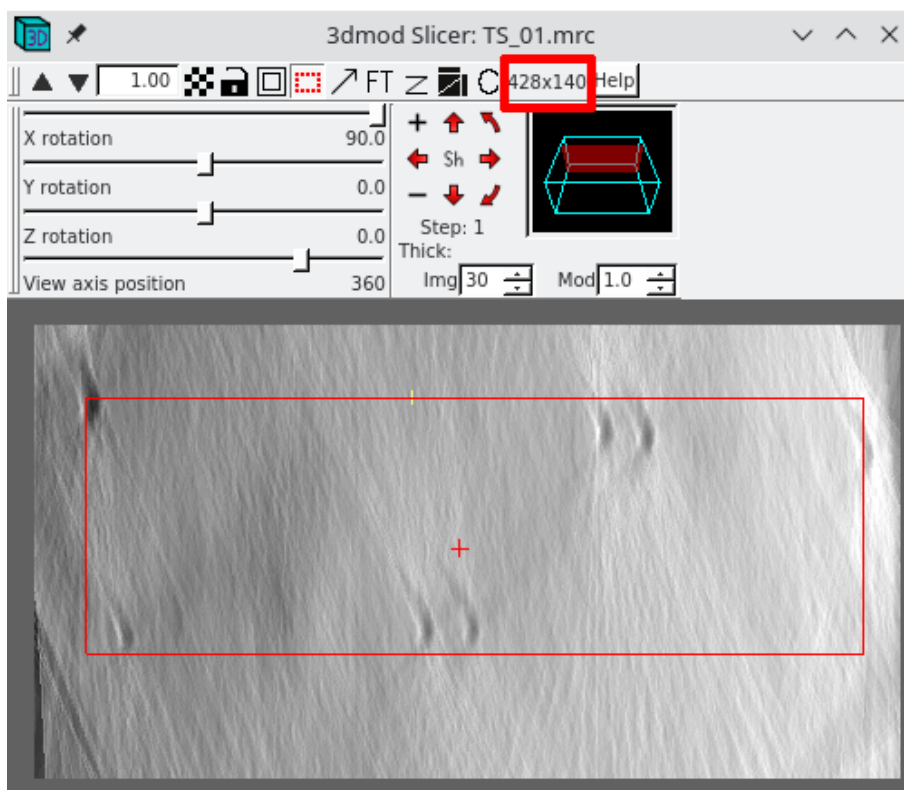 3dmod Slicer: TS_01.mrc
1.00 FT Z C 428x140 Help
X rotation 90.0
Y rotation 0.0
Z rotation 0.0
View axis position 360
Sh
Step: 1
Thick:
Img 30 Mod 1.0
3D